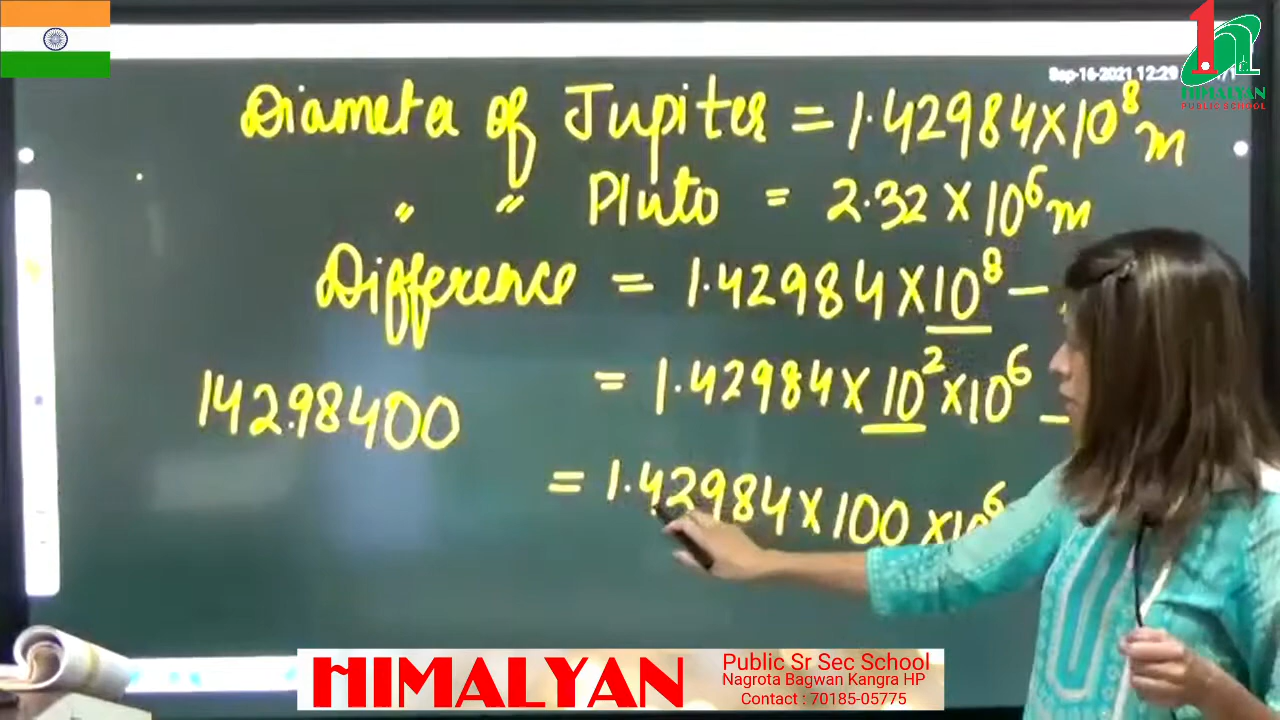 Sep-16-2021 12:29
HIMALYAN
PUBLIC SCHOOL
Diameter of Jupiter = 1.42984 × 10⁸ m
" " Pluto = 2.32 × 10⁶ m
Difference = 1.42984 × 10⁸ –
= 1.42984 × 10² × 10⁶ –
142.98400
= 1.42984 × 100 × 10⁶
HIMALYAN
Public Sr Sec School
Nagrota Bagwan Kangra HP
Contact : 70185-05775